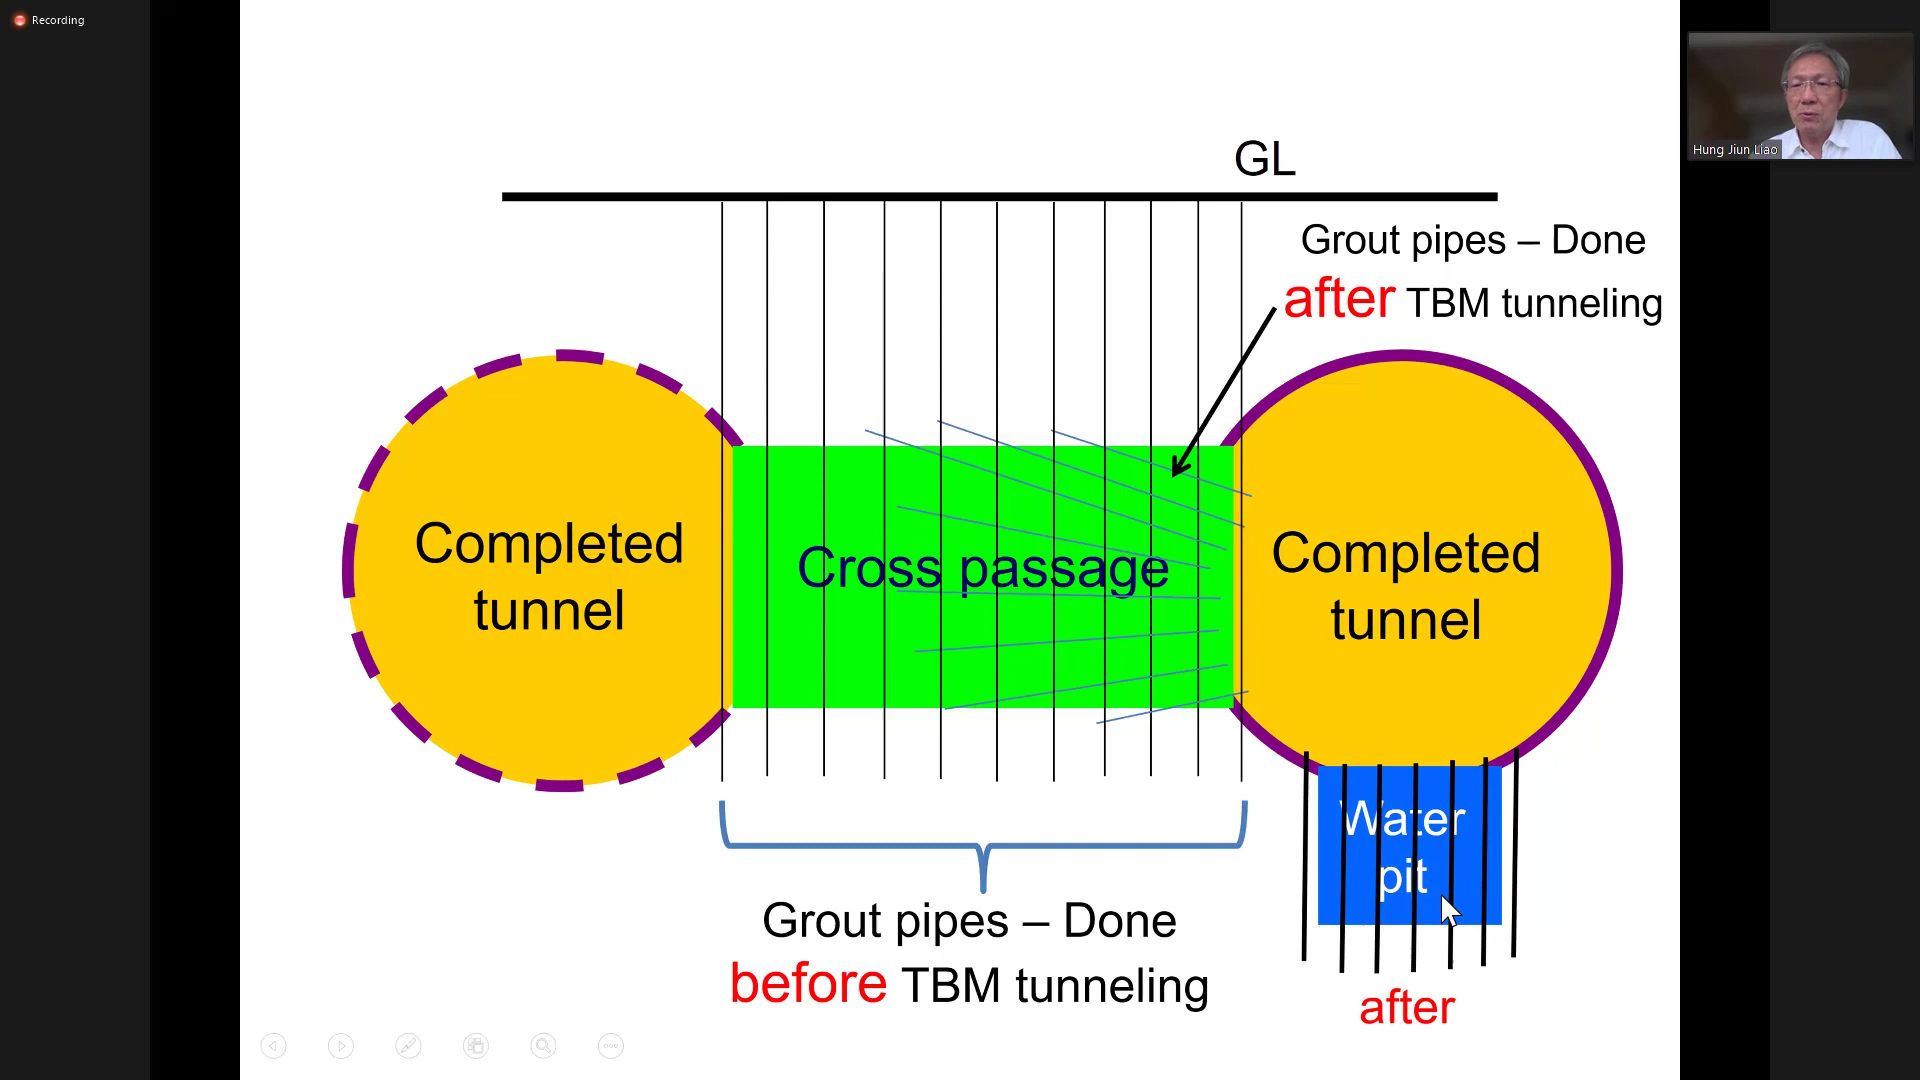 Recording
Hung Jiun Liao
GL
Grout pipes – Done
after TBM tunneling
Completed
tunnel
Cross passage
Completed
tunnel
Water
pit
Grout pipes – Done
before TBM tunneling
after